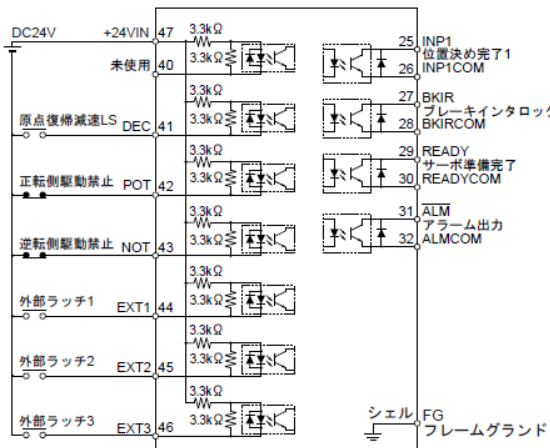 DC24V +24VIN 47
3.3kΩ
3.3kΩ
未使用 40
3.3kΩ
3.3kΩ
原点復帰減速LS DEC 41
3.3kΩ
3.3kΩ
正転側駆動禁止 POT 42
3.3kΩ
3.3kΩ
逆転側駆動禁止 NOT 43
3.3kΩ
3.3kΩ
外部ラッチ1 EXT1 44
3.3kΩ
3.3kΩ
外部ラッチ2 EXT2 45
3.3kΩ
3.3kΩ
外部ラッチ3 EXT3 46
25 INP1
位置決め完了1
26 INP1COM
27 BKIR
ブレーキインタロック
28 BKIRCOM
29 READY
サーボ準備完了
30 READYCOM
31 ALM
アラーム出力
32 ALMCOM
シェル FG
フレームグランド